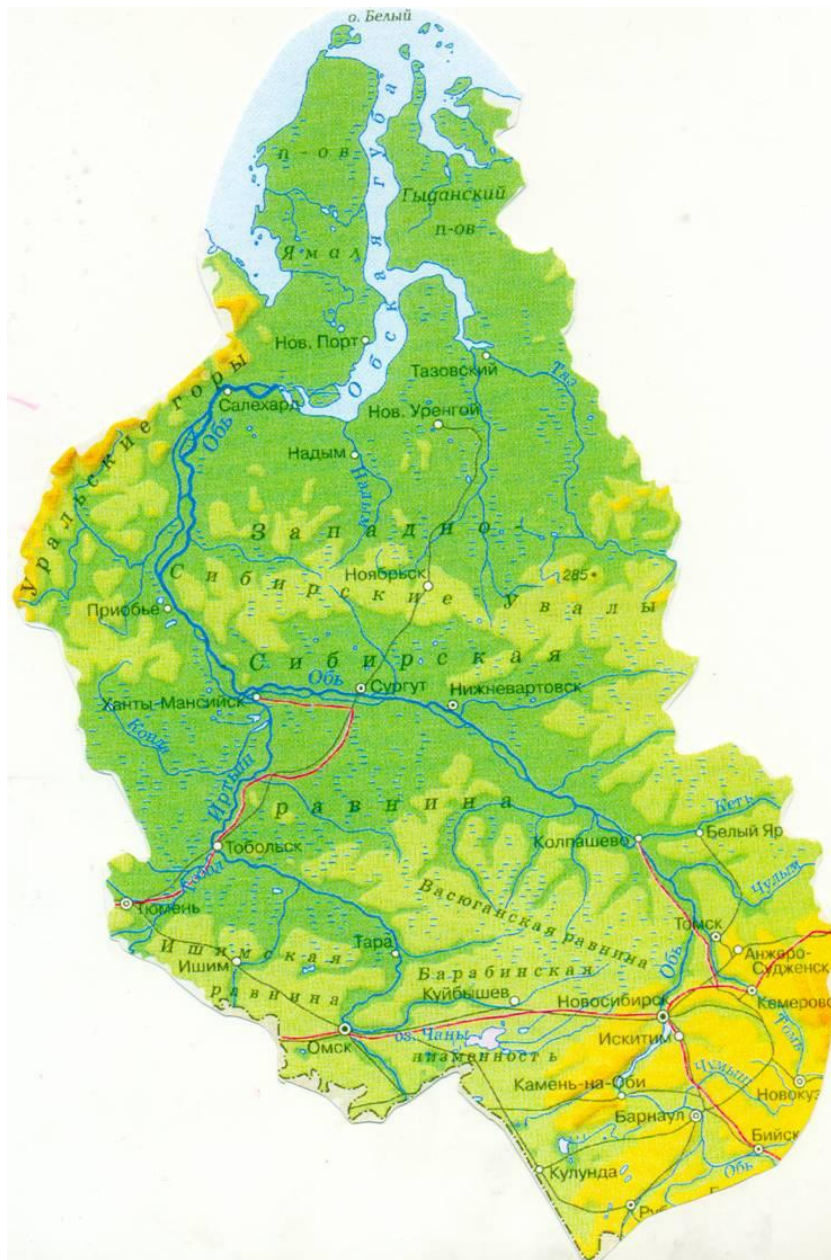 о. Белый
п-ов
Ямал
Обская губа
Гыданский
п-ов
Нов. Порт
Тазовский
Таз
Уральские горы
Салехард
Обь
Нов. Уренгой
Надым
Надым
Западно-
Сибирские Увалы
Ноябрьск
285
Приобье
Сибирская
Обь
Сургут
Нижневартовск
Ханты-Мансийск
Конда
Иртыш
равнина
Тобольск
Колпашево
Кеть
Белый Яр
Чулым
Тюмень
Васюганская равнина
Томск
Анжеро-
Судженск
Ишимская
равнина
Ишим
Тара
Обь
Барабинская
низменность
Куйбышев
Новосибирск
Кемерово
Омск
оз. Чаны
Искитим
Томь
Камень-на-Оби
Чумыш
Новокуз
Барнаул
Бийск
Кулунда
Обь
Руб